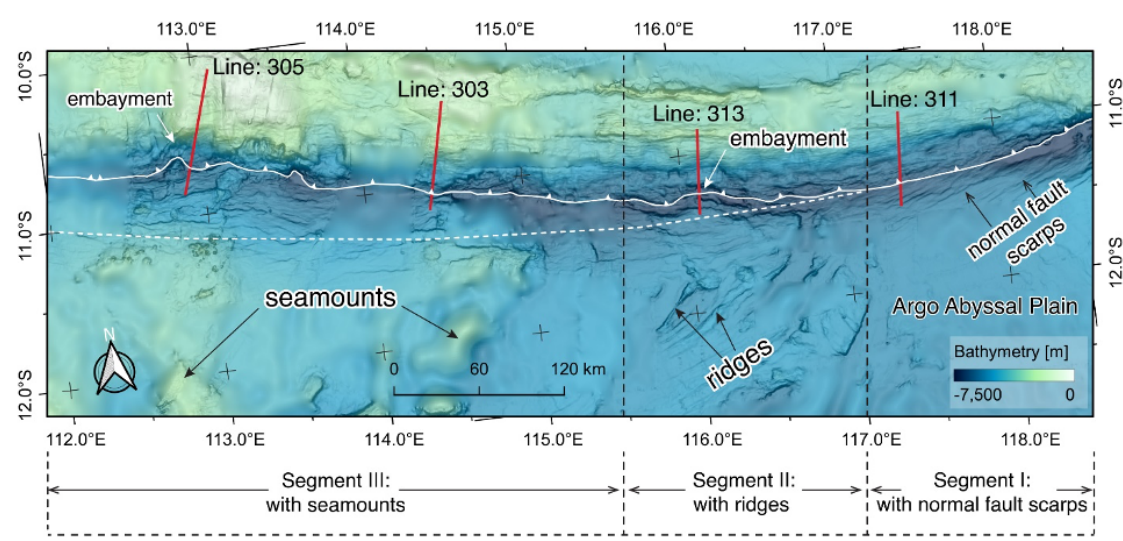 113.0°E 114.0°E 115.0°E 116.0°E 117.0°E 118.0°E
10.0°S
11.0°S
12.0°S
11.0°S
12.0°S
Line: 305
embayment
Line: 303
Line: 313
embayment
Line: 311
normal fault
scarps
seamounts
ridges
Argo Abyssal Plain
N
0 60 120 km
Bathymetry [m]
-7,500 0
112.0°E 113.0°E 114.0°E 115.0°E 116.0°E 117.0°E 118.0°E
Segment III:
with seamounts
Segment II:
with ridges
Segment I:
with normal fault scarps